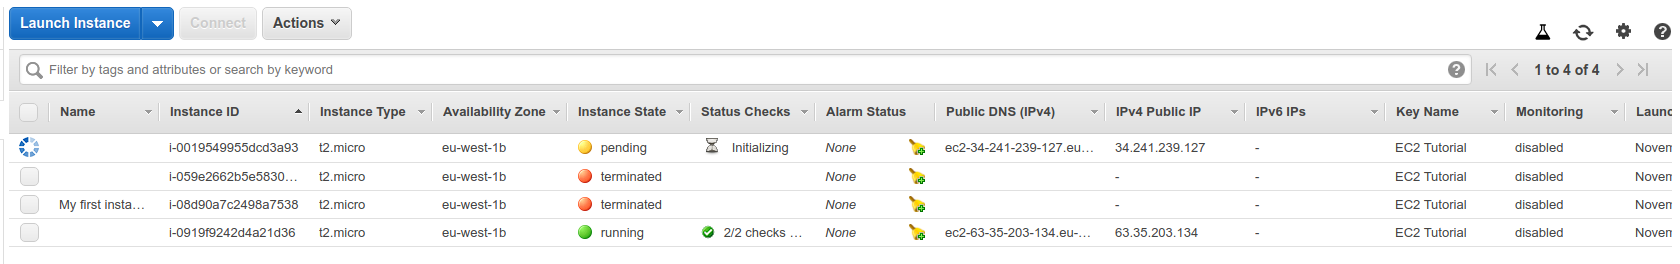 Launch Instance Connect Actions
Filter by tags and attributes or search by keyword ? 1 to 4 of 4 ?
Name Instance ID Instance Type Availability Zone Instance State Status Checks Alarm Status Public DNS (IPv4) IPv4 Public IP IPv6 IPs Key Name Monitoring Launc
i-0019549955dcd3a93 t2.micro eu-west-1b pending Initializing None ec2-34-241-239-127.eu... 34.241.239.127 - EC2 Tutorial disabled Novem
i-059e2662b5e5830... t2.micro eu-west-1b terminated None - - EC2 Tutorial disabled Novem
My first insta... i-08d90a7c2498a7538 t2.micro eu-west-1b terminated None - - EC2 Tutorial disabled Novem
i-0919f9242d4a21d36 t2.micro eu-west-1b running 2/2 checks ... None ec2-63-35-203-134.eu-... 63.35.203.134 - EC2 Tutorial disabled Novem